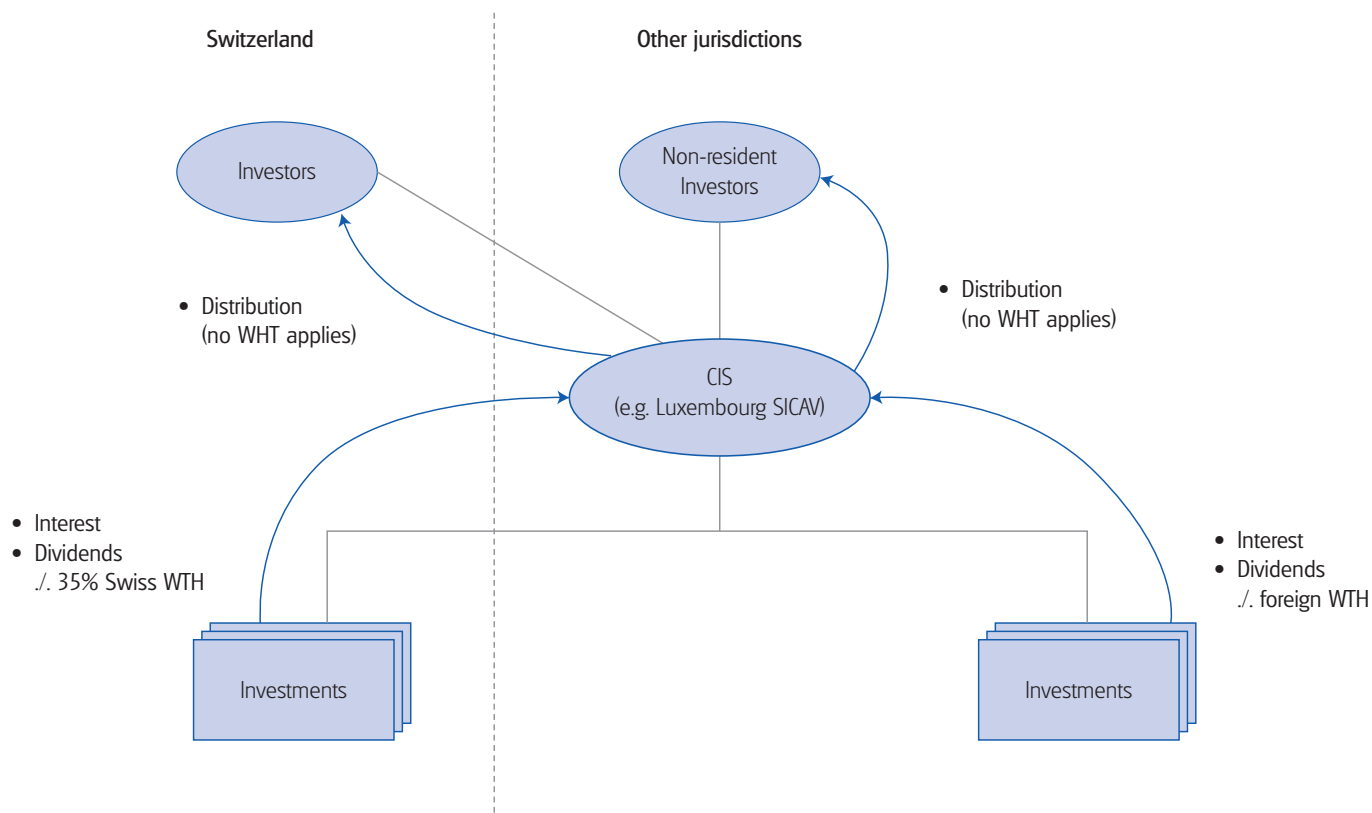 Switzerland
Other jurisdictions
Investors
Non-resident
Investors
• Distribution
(no WHT applies)
• Distribution
(no WHT applies)
CIS
(e.g. Luxembourg SICAV)
• Interest
• Dividends
./. 35% Swiss WTH
• Interest
• Dividends
./. foreign WTH
Investments
Investments